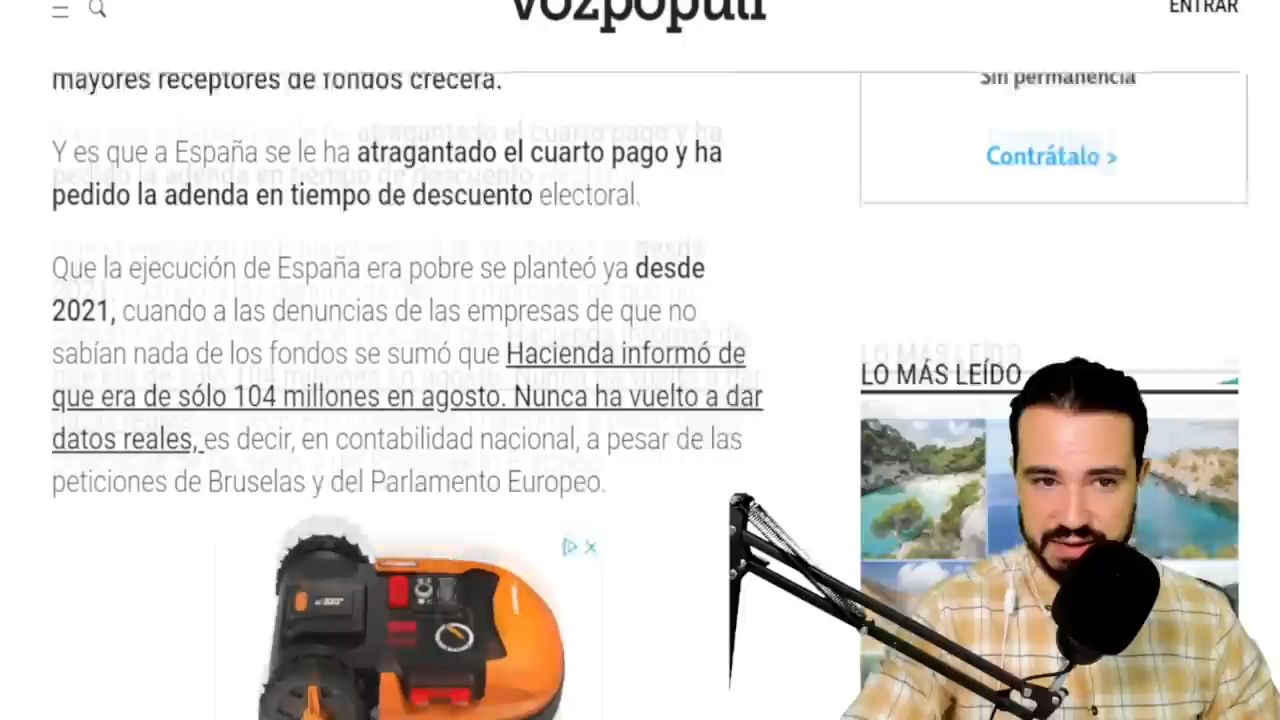 vozpópuli
ENTRAR
mayores receptores de fondos crecerá.
Sin permanencia
Y es que a España se le ha atragantado el cuarto pago y ha
pedido la adenda en tiempo de descuento electoral.
Contrátalo >
Que la ejecución de España era pobre se planteó ya desde
2021, cuando a las denuncias de las empresas de que no
sabían nada de los fondos se sumó que Hacienda informó de
que era de sólo 104 millones en agosto. Nunca ha vuelto a dar
datos reales, es decir, en contabilidad nacional, a pesar de las
peticiones de Bruselas y del Parlamento Europeo.
LO MÁS LEÍDO